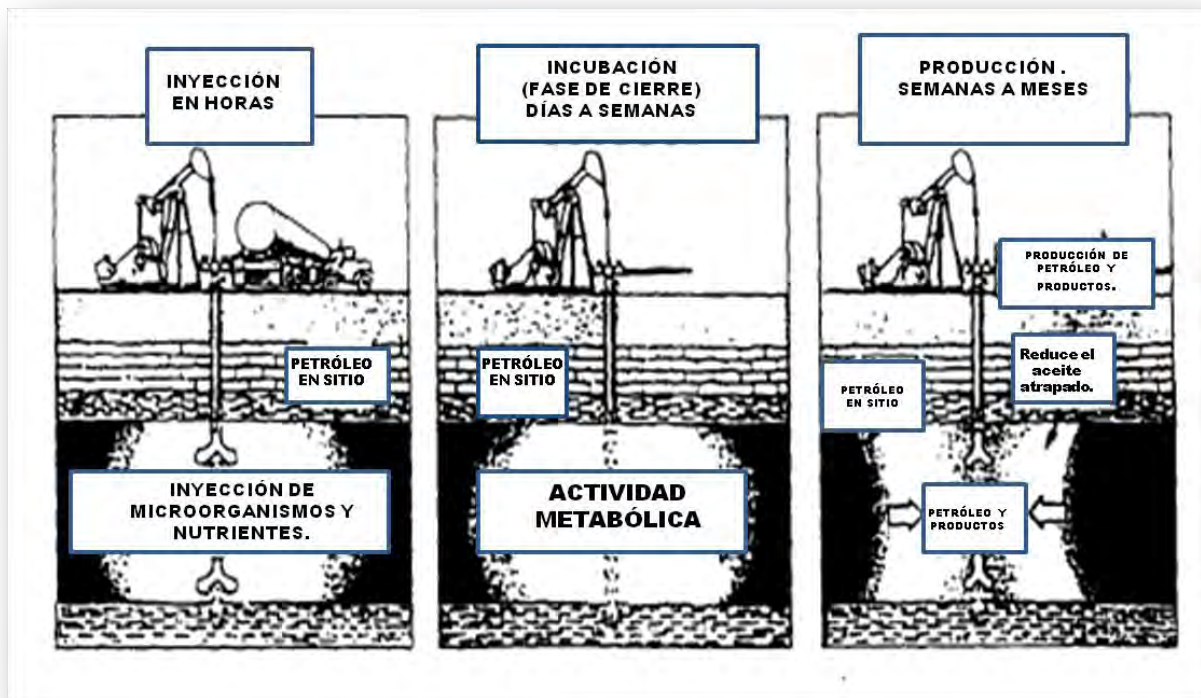 INYECCIÓN
EN HORAS
INCUBACIÓN
(FASE DE CIERRE)
DÍAS A SEMANAS
PRODUCCIÓN .
SEMANAS A MESES
PETRÓLEO
EN SITIO
INYECCIÓN DE
MICROORGANISMOS Y
NUTRIENTES.
PETRÓLEO
EN SITIO
ACTIVIDAD
METABÓLICA
PRODUCCIÓN DE
PETRÓLEO Y
PRODUCTOS.
Reduce el
aceite
atrapado.
PETRÓLEO
EN SITIO
PETRÓLEO Y
PRODUCTOS